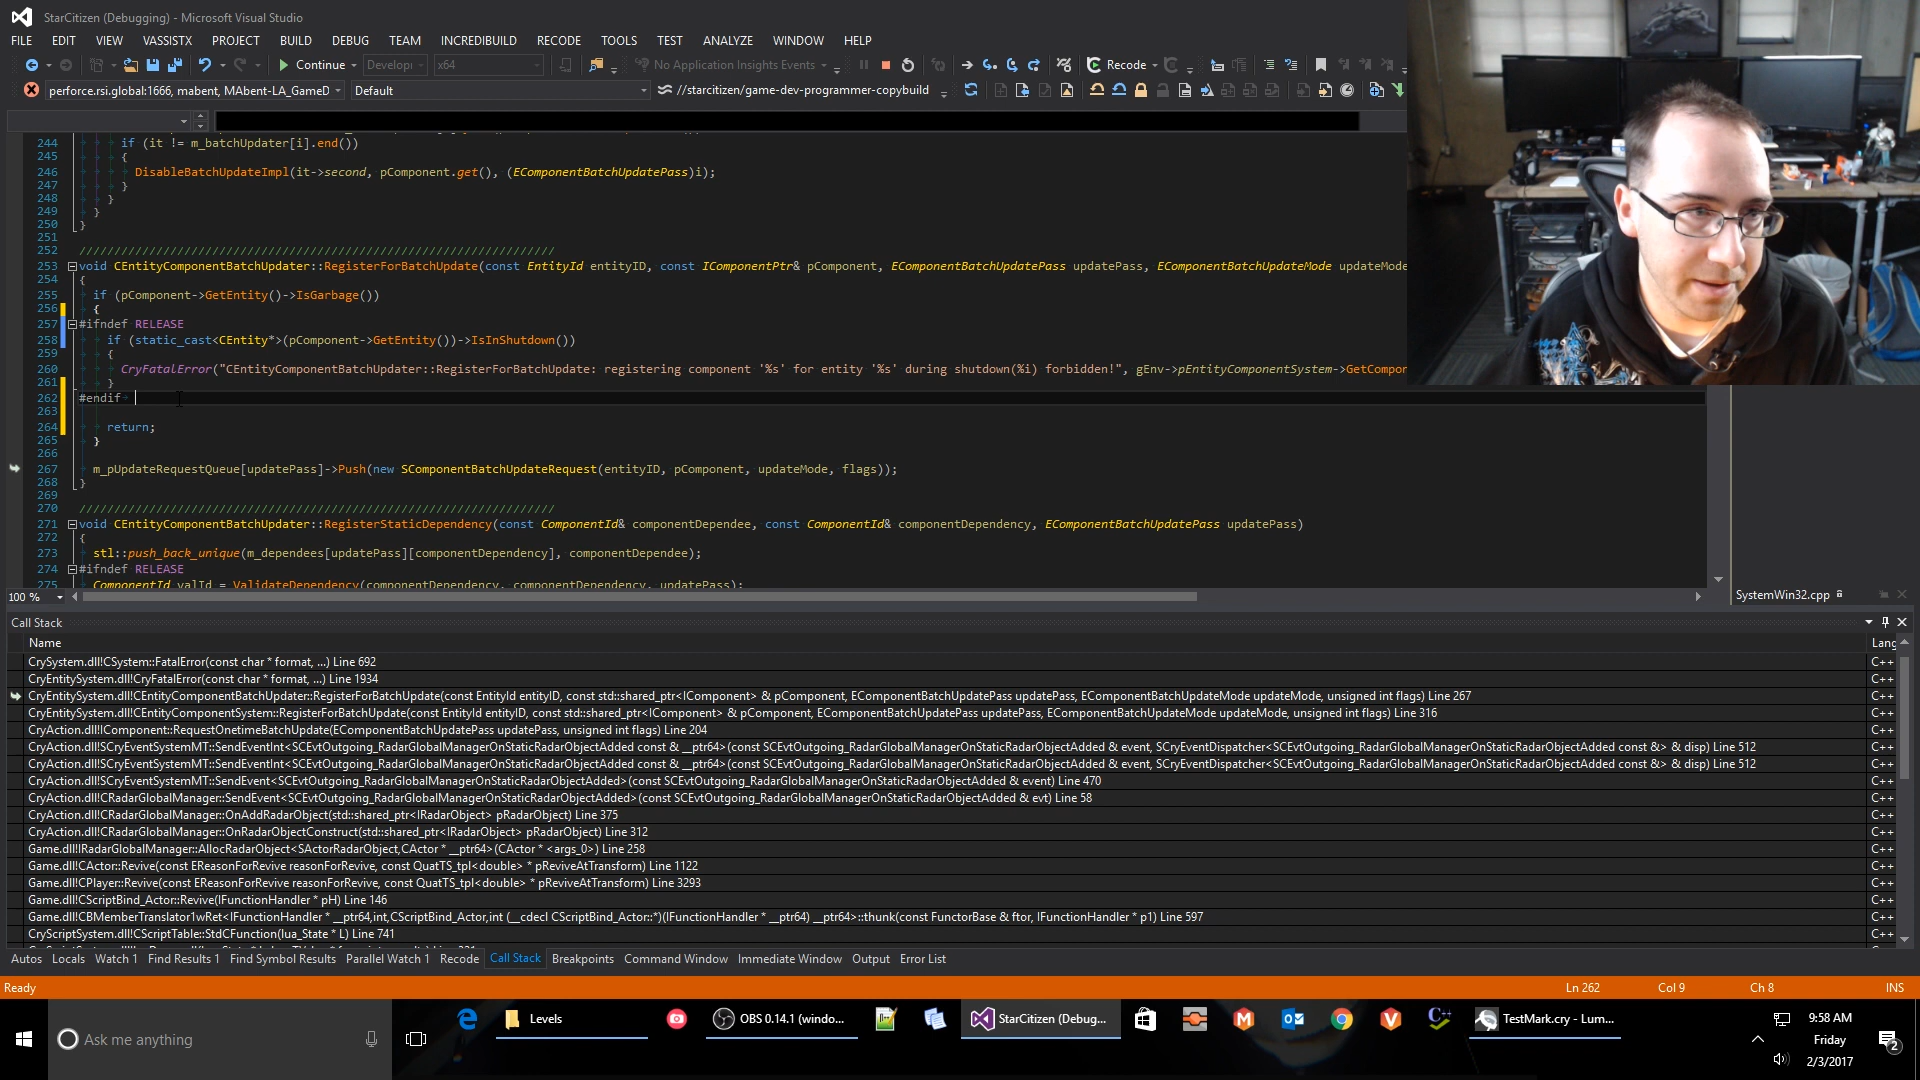 StarCitizen (Debugging) - Microsoft Visual Studio
FILE EDIT VIEW VASSISTX PROJECT BUILD DEBUG TEAM INCREDIBUILD RECODE TOOLS TEST ANALYZE WINDOW HELP
Continue Develop x64 No Application Insights Events Recode
perforce.rsi.global:1666, mabent, MAbent-LA_GameD Default //starcitizen/game-dev-programmer-copybuild
244 if (it != m_batchUpdater[i].end())
245 {
246 DisableBatchUpdateImpl(it->second, pComponent.get(), (EComponentBatchUpdatePass)i);
247 }
248 }
249 }
250 }
251
252 ////////////////////////////////////////////////////////////////////
253 void CEntityComponentBatchUpdater::RegisterForBatchUpdate(const EntityId entityID, const IComponentPtr& pComponent, EComponentBatchUpdatePass updatePass, EComponentBatchUpdateMode updateMode
254 {
255 if (pComponent->GetEntity()->IsGarbage())
256 {
257 #ifndef RELEASE
258 if (static_cast<CEntity*>(pComponent->GetEntity())->IsInShutdown())
259 {
260 CryFatalError("CEntityComponentBatchUpdater::RegisterForBatchUpdate: registering component '%s' for entity '%s' during shutdown(%i) forbidden!", gEnv->pEntityComponentSystem->GetCompon
261 }
262 #endif
263
264 return;
265 }
266
267 m_pUpdateRequestQueue[updatePass]->Push(new SComponentBatchUpdateRequest(entityID, pComponent, updateMode, flags));
268 }
269
270 ////////////////////////////////////////////////////////////////////
271 void CEntityComponentBatchUpdater::RegisterStaticDependency(const ComponentId& componentDependee, const ComponentId& componentDependency, EComponentBatchUpdatePass updatePass)
272 {
273 stl::push_back_unique(m_dependees[updatePass][componentDependency], componentDependee);
274 #ifndef RELEASE
275 ComponentId valId = ValidateDependency(componentDependency, componentDependency, updatePass);
100 %
SystemWin32.cpp
Call Stack
Name Lang
CrySystem.dll!CSystem::FatalError(const char * format, ...) Line 692 C++
CryEntitySystem.dll!CryFatalError(const char * format, ...) Line 1934 C++
CryEntitySystem.dll!CEntityComponentBatchUpdater::RegisterForBatchUpdate(const EntityId entityID, const std::shared_ptr<IComponent> & pComponent, EComponentBatchUpdatePass updatePass, EComponentBatchUpdateMode updateMode, unsigned int flags) Line 267 C++
CryEntitySystem.dll!CEntityComponentSystem::RegisterForBatchUpdate(const EntityId entityID, const std::shared_ptr<IComponent> & pComponent, EComponentBatchUpdatePass updatePass, EComponentBatchUpdateMode updateMode, unsigned int flags) Line 316 C++
CryAction.dll!IComponent::RequestOnetimeBatchUpdate(EComponentBatchUpdatePass updatePass, unsigned int flags) Line 204 C++
CryAction.dll!SCryEventSystemMT::SendEventInt<SCEvtOutgoing_RadarGlobalManagerOnStaticRadarObjectAdded const & __ptr64>(const SCEvtOutgoing_RadarGlobalManagerOnStaticRadarObjectAdded & event, SCryEventDispatcher<SCEvtOutgoing_RadarGlobalManagerOnStaticRadarObjectAdded const &> & disp) Line 512 C++
CryAction.dll!SCryEventSystemMT::SendEventInt<SCEvtOutgoing_RadarGlobalManagerOnStaticRadarObjectAdded const & __ptr64>(const SCEvtOutgoing_RadarGlobalManagerOnStaticRadarObjectAdded & event, SCryEventDispatcher<SCEvtOutgoing_RadarGlobalManagerOnStaticRadarObjectAdded const &> & disp) Line 512 C++
CryAction.dll!SCryEventSystemMT::SendEvent<SCEvtOutgoing_RadarGlobalManagerOnStaticRadarObjectAdded>(const SCEvtOutgoing_RadarGlobalManagerOnStaticRadarObjectAdded & event) Line 470 C++
CryAction.dll!CRadarGlobalManager::SendEvent<SCEvtOutgoing_RadarGlobalManagerOnStaticRadarObjectAdded>(const SCEvtOutgoing_RadarGlobalManagerOnStaticRadarObjectAdded & evt) Line 58 C++
CryAction.dll!CRadarGlobalManager::OnAddRadarObject(std::shared_ptr<IRadarObject> pRadarObject) Line 375 C++
CryAction.dll!CRadarGlobalManager::OnRadarObjectConstruct(std::shared_ptr<IRadarObject> pRadarObject) Line 312 C++
Game.dll!IRadarGlobalManager::AllocRadarObject<SActorRadarObject,CActor * __ptr64>(CActor * <args_0>) Line 258 C++
Game.dll!CActor::Revive(const EReasonForRevive reasonForRevive, const QuatTS_tpl<double> * pReviveAtTransform) Line 1122 C++
Game.dll!CPlayer::Revive(const EReasonForRevive reasonForRevive, const QuatTS_tpl<double> * pReviveAtTransform) Line 3293 C++
Game.dll!CScriptBind_Actor::Revive(IFunctionHandler * pH) Line 146 C++
Game.dll!CBMemberTranslator1wRet<IFunctionHandler * __ptr64,int,CScriptBind_Actor,int (__cdecl CScriptBind_Actor::*)(IFunctionHandler * __ptr64) __ptr64>::thunk(const FunctorBase & ftor, IFunctionHandler * p1) Line 597 C++
CryScriptSystem.dll!CScriptTable::StdCFunction(lua_State * L) Line 741 C++
Autos Locals Watch 1 Find Results 1 Find Symbol Results Parallel Watch 1 Recode Call Stack Breakpoints Command Window Immediate Window Output Error List
Ready Ln 262 Col 9 Ch 8 INS
Ask me anything Levels OBS 0.14.1 (windo... StarCitizen (Debug... TestMark.cry - Lum...
9:58 AM
Friday
2/3/2017
2